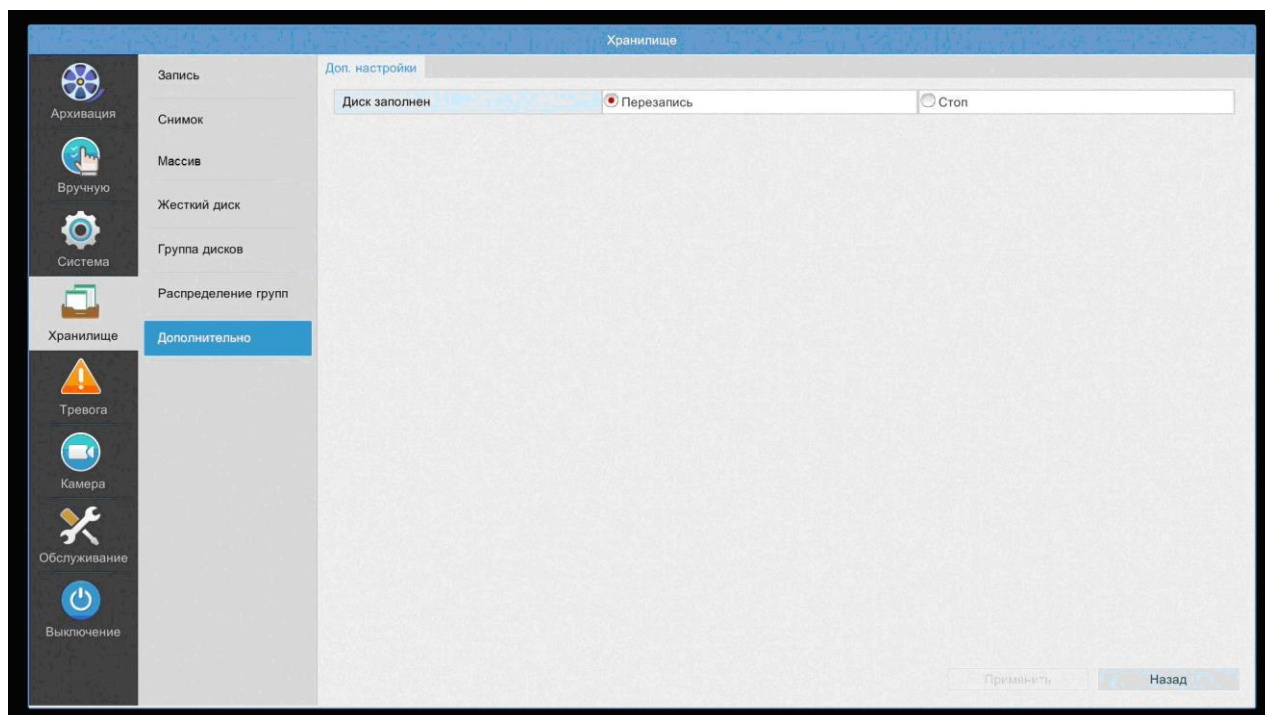 Хранилище
Архивация
Вручную
Система
Хранилище
Тревога
Камера
Обслуживание
Выключение
Запись
Снимок
Массив
Жесткий диск
Группа дисков
Распределение групп
Дополнительно
Доп. настройки
Диск заполнен Перезапись Стоп
Применить Назад